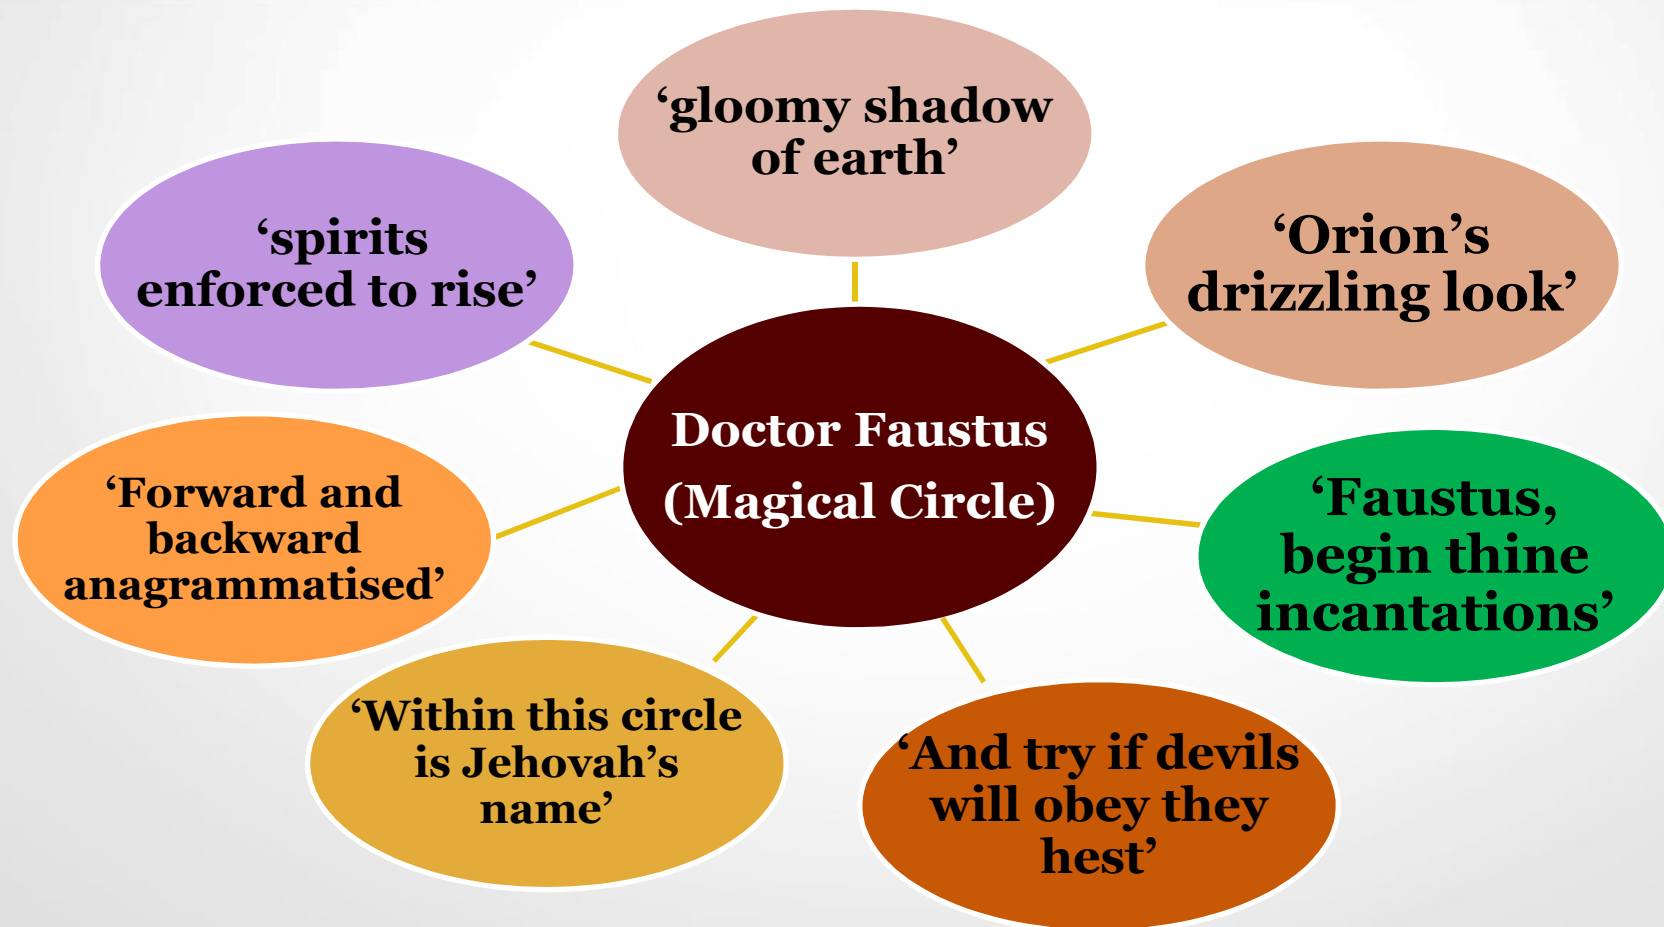 ‘gloomy shadow
of earth’
‘Orion’s
drizzling look’
‘Faustus,
begin thine
incantations’
‘And try if devils
will obey they
hest’
‘Within this circle
is Jehovah’s
name’
‘Forward and
backward
anagrammatised’
‘spirits
enforced to rise’
Doctor Faustus
(Magical Circle)